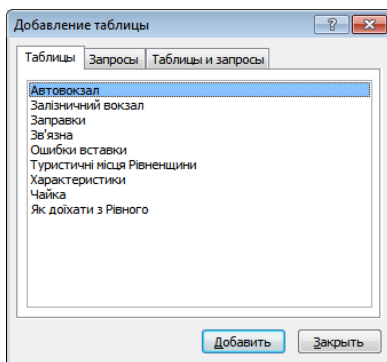 Добавление таблицы
Таблицы Запросы Таблицы и запросы
Автовокзал
Залізничний вокзал
Заправки
Зв'язна
Ошибки вставки
Туристичні місця Рівненщини
Характеристики
Чайка
Як доїхати з Рівного
Добавить Закрыть